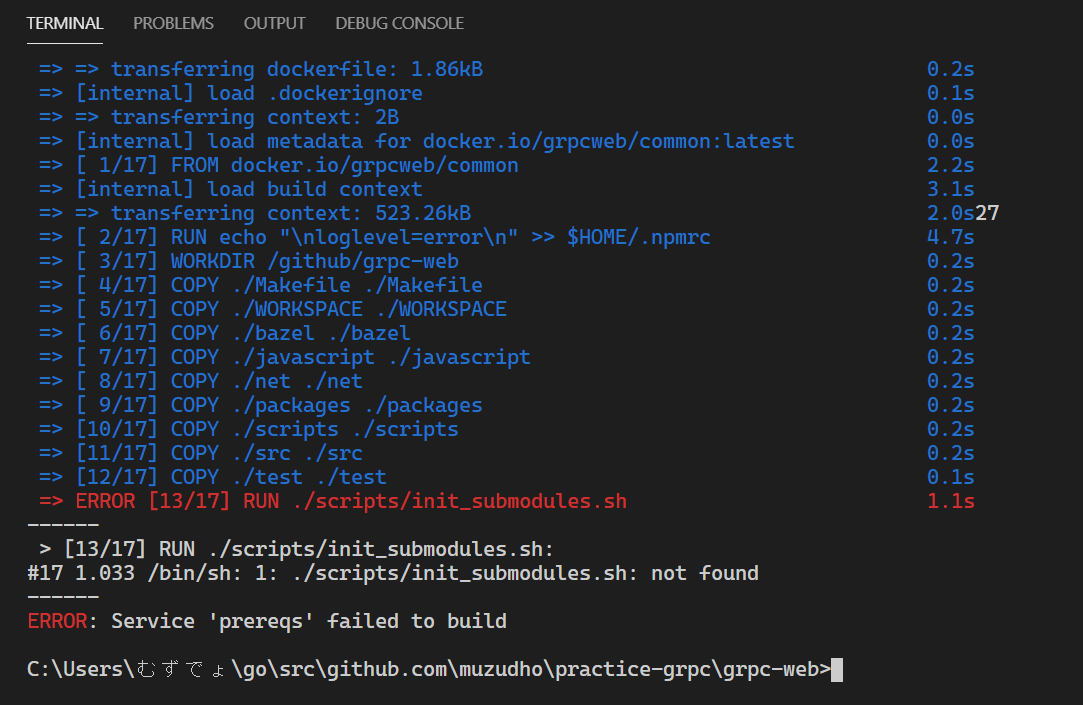 TERMINAL PROBLEMS OUTPUT DEBUG CONSOLE
=> => transferring dockerfile: 1.86kB 0.2s
=> [internal] load .dockerignore 0.1s
=> => transferring context: 2B 0.0s
=> [internal] load metadata for docker.io/grpcweb/common:latest 0.0s
=> [ 1/17] FROM docker.io/grpcweb/common 2.2s
=> [internal] load build context 3.1s
=> => transferring context: 523.26kB 2.0s27
=> [ 2/17] RUN echo "\nloglevel=error\n" >> $HOME/.npmrc 4.7s
=> [ 3/17] WORKDIR /github/grpc-web 0.2s
=> [ 4/17] COPY ./Makefile ./Makefile 0.2s
=> [ 5/17] COPY ./WORKSPACE ./WORKSPACE 0.2s
=> [ 6/17] COPY ./bazel ./bazel 0.2s
=> [ 7/17] COPY ./javascript ./javascript 0.2s
=> [ 8/17] COPY ./net ./net 0.2s
=> [ 9/17] COPY ./packages ./packages 0.2s
=> [10/17] COPY ./scripts ./scripts 0.2s
=> [11/17] COPY ./src ./src 0.2s
=> [12/17] COPY ./test ./test 0.1s
=> ERROR [13/17] RUN ./scripts/init_submodules.sh 1.1s
------
> [13/17] RUN ./scripts/init_submodules.sh:
#17 1.033 /bin/sh: 1: ./scripts/init_submodules.sh: not found
------
ERROR: Service 'prereqs' failed to build
C:\Users\むずでょ\go\src\github.com\muzudho\practice-grpc\grpc-web>